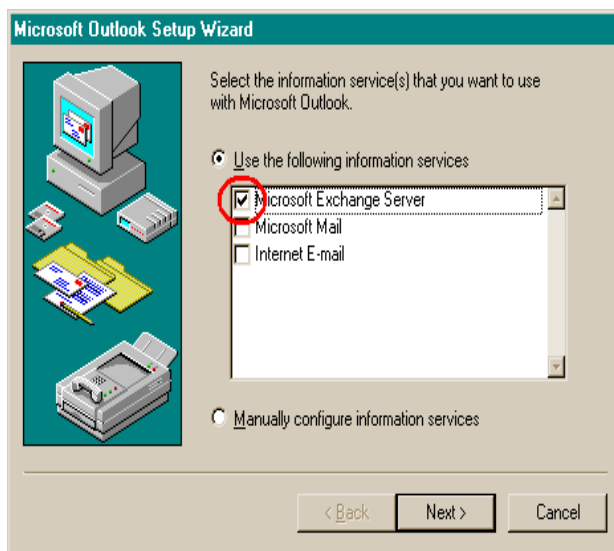 Microsoft Outlook Setup Wizard
Select the information service(s) that you want to use
with Microsoft Outlook.
Use the following information services
Microsoft Exchange Server
Microsoft Mail
Internet E-mail
Manually configure information services
< Back
Next >
Cancel